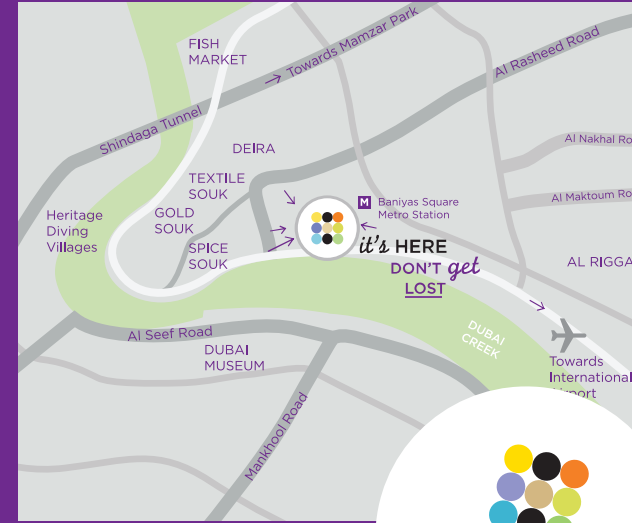 FISH
MARKET
Towards Mamzar Park
Al Rasheed Road
Shindaga Tunnel
Al Nakhal Ro
DEIRA
TEXTILE
SOUK
M Baniyas Square
Metro Station
Al Maktoum Ro
Heritage
Diving
Villages
GOLD
SOUK
SPICE
SOUK
it's HERE
DON'T get
LOST
AL RIGGA
DUBAI
CREEK
Al Seef Road
DUBAI
MUSEUM
Towards
International
Airport
Mankhool Road